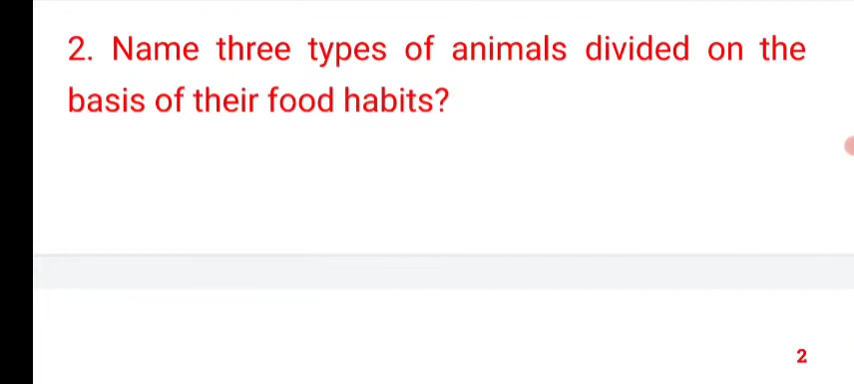 2. Name three types of animals divided on the
basis of their food habits?
2